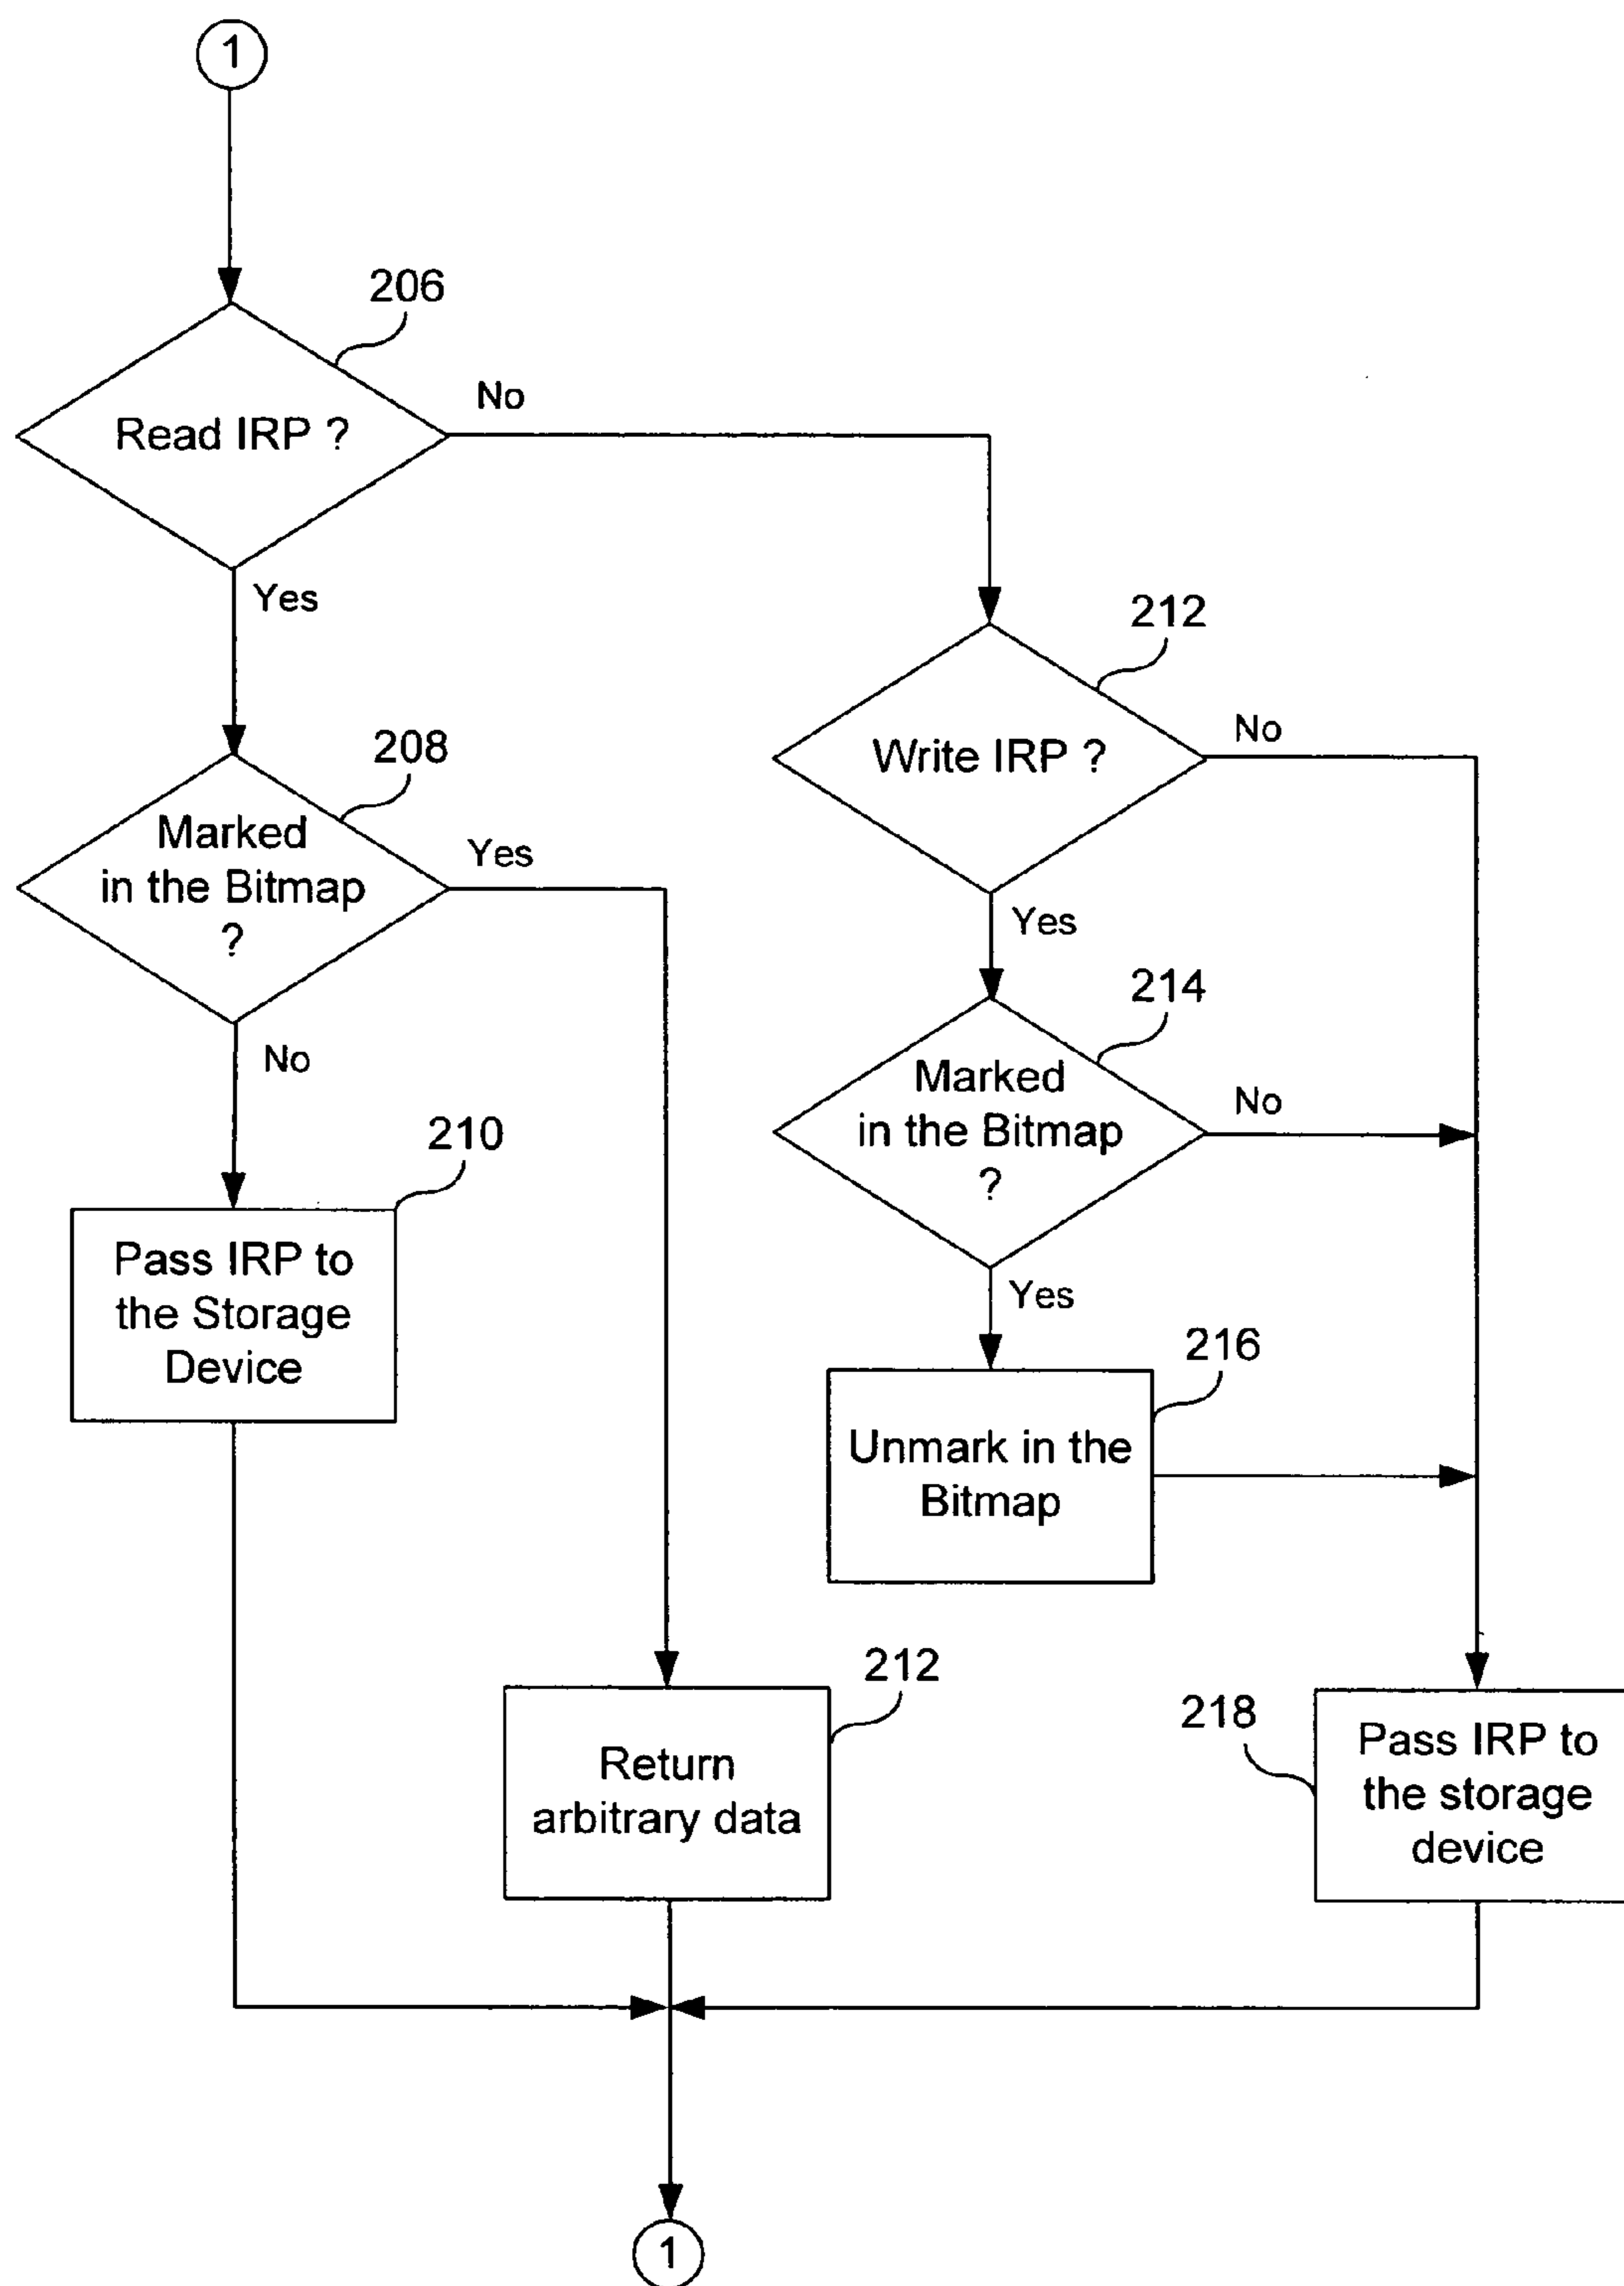 1
206
Read IRP ?
No
Yes
212
Write IRP ?
No
208
Marked
in the Bitmap
?
Yes
Yes
214
Marked
in the Bitmap
?
No
No
210
Pass IRP to
the Storage
Device
Yes
216
Unmark in the
Bitmap
212
Return
arbitrary data
218
Pass IRP to
the storage
device
1